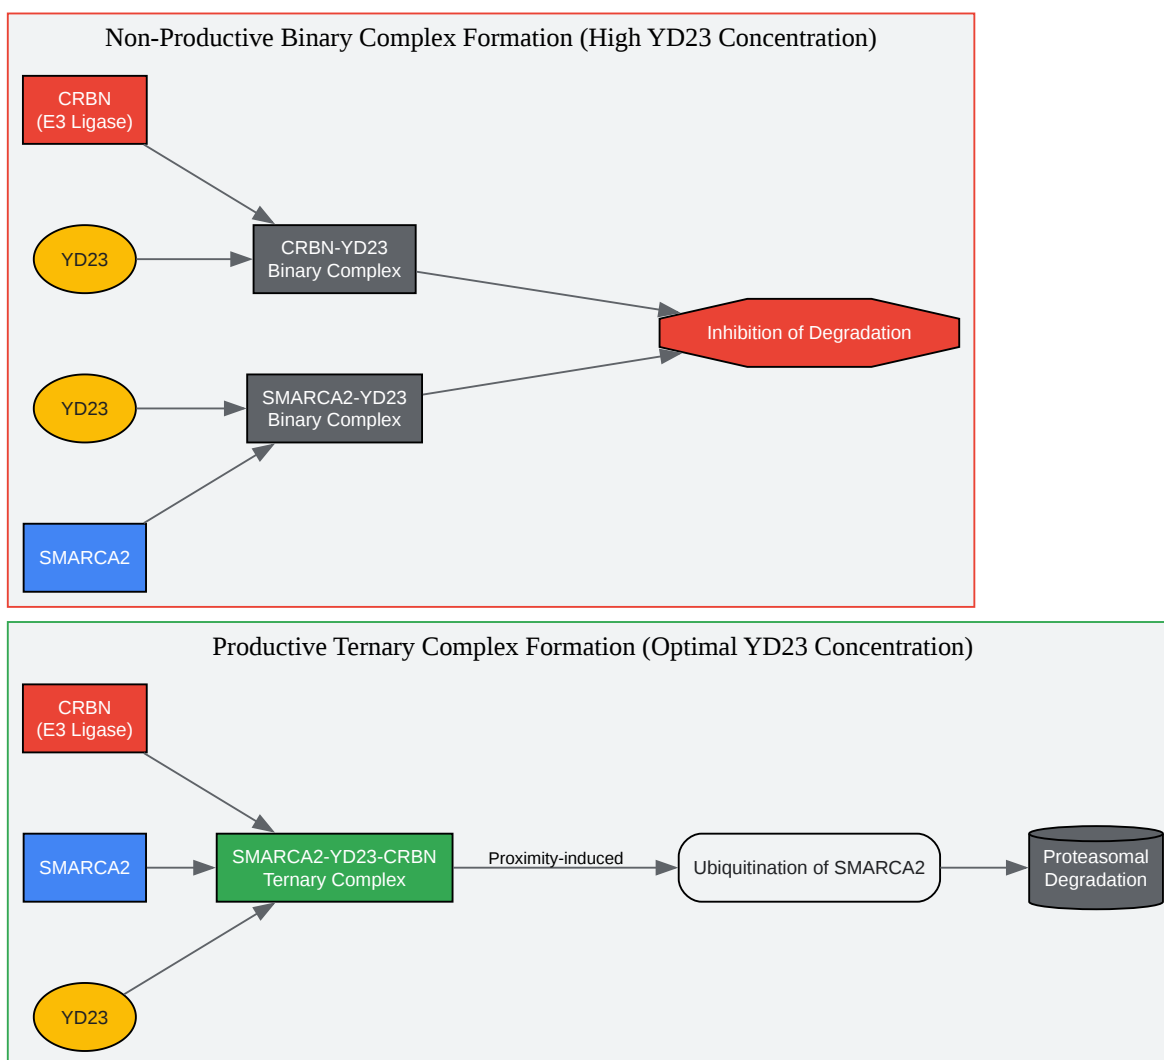 Non-Productive Binary Complex Formation (High YD23 Concentration)
CRBN
(E3 Ligase)
YD23
CRBN-YD23
Binary Complex
Inhibition of Degradation
YD23
SMARCA2-YD23
Binary Complex
SMARCA2
Productive Ternary Complex Formation (Optimal YD23 Concentration)
CRBN
(E3 Ligase)
SMARCA2
SMARCA2-YD23-CRBN
Ternary Complex
Proximity-induced
Ubiquitination of SMARCA2
Proteasomal
Degradation
YD23